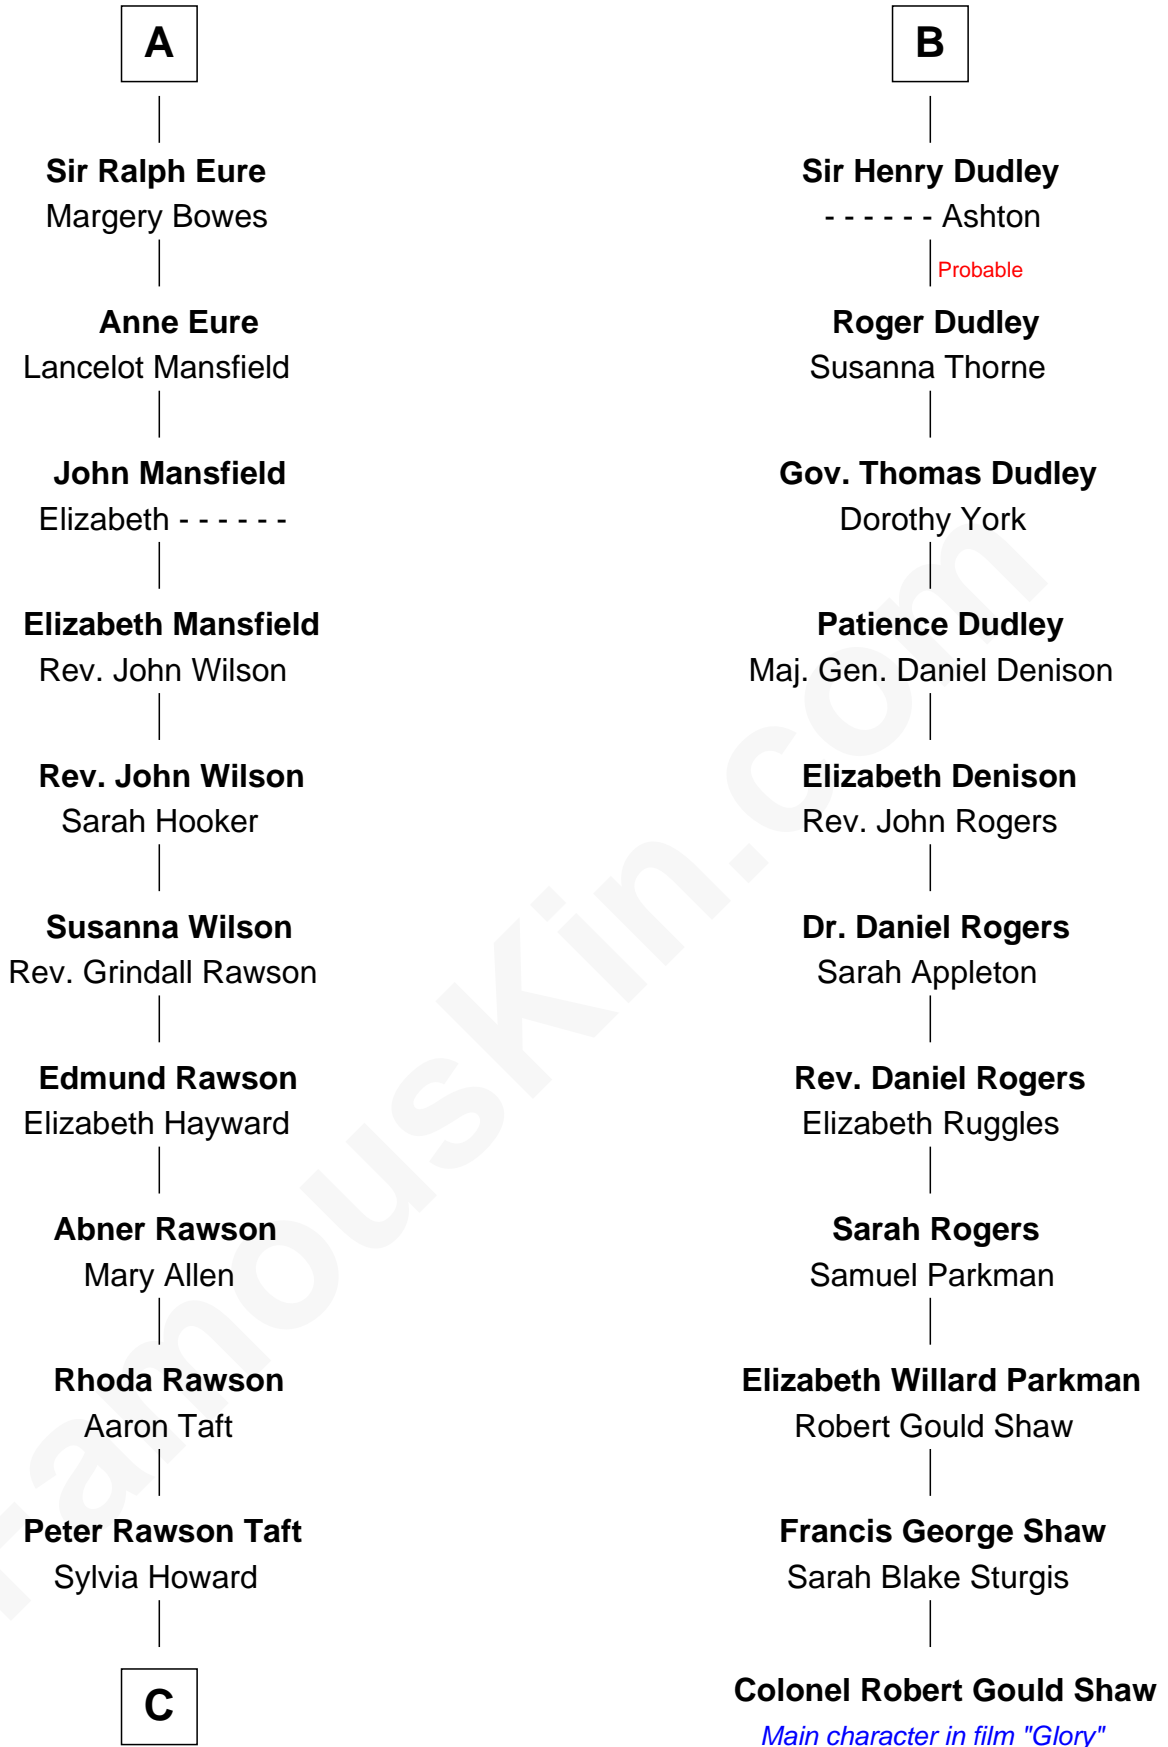 A
Sir Ralph Eure
Margery Bowes
Anne Eure
Lancelot Mansfield
John Mansfield
Elizabeth - - - - - -
Elizabeth Mansfield
Rev. John Wilson
Rev. John Wilson
Sarah Hooker
Susanna Wilson
Rev. Grindall Rawson
Edmund Rawson
Elizabeth Hayward
Abner Rawson
Mary Allen
Rhoda Rawson
Aaron Taft
Peter Rawson Taft
Sylvia Howard
C
B
Sir Henry Dudley
- - - - - - Ashton
Probable
Roger Dudley
Susanna Thorne
Gov. Thomas Dudley
Dorothy York
Patience Dudley
Maj. Gen. Daniel Denison
Elizabeth Denison
Rev. John Rogers
Dr. Daniel Rogers
Sarah Appleton
Rev. Daniel Rogers
Elizabeth Ruggles
Sarah Rogers
Samuel Parkman
Elizabeth Willard Parkman
Robert Gould Shaw
Francis George Shaw
Sarah Blake Sturgis
Colonel Robert Gould Shaw
Main character in film "Glory"
FamousKin.com